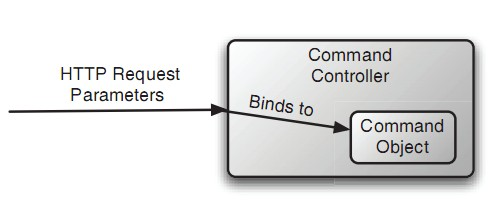 HTTP Request
Parameters
Command
Controller
Binds to
Command
Object